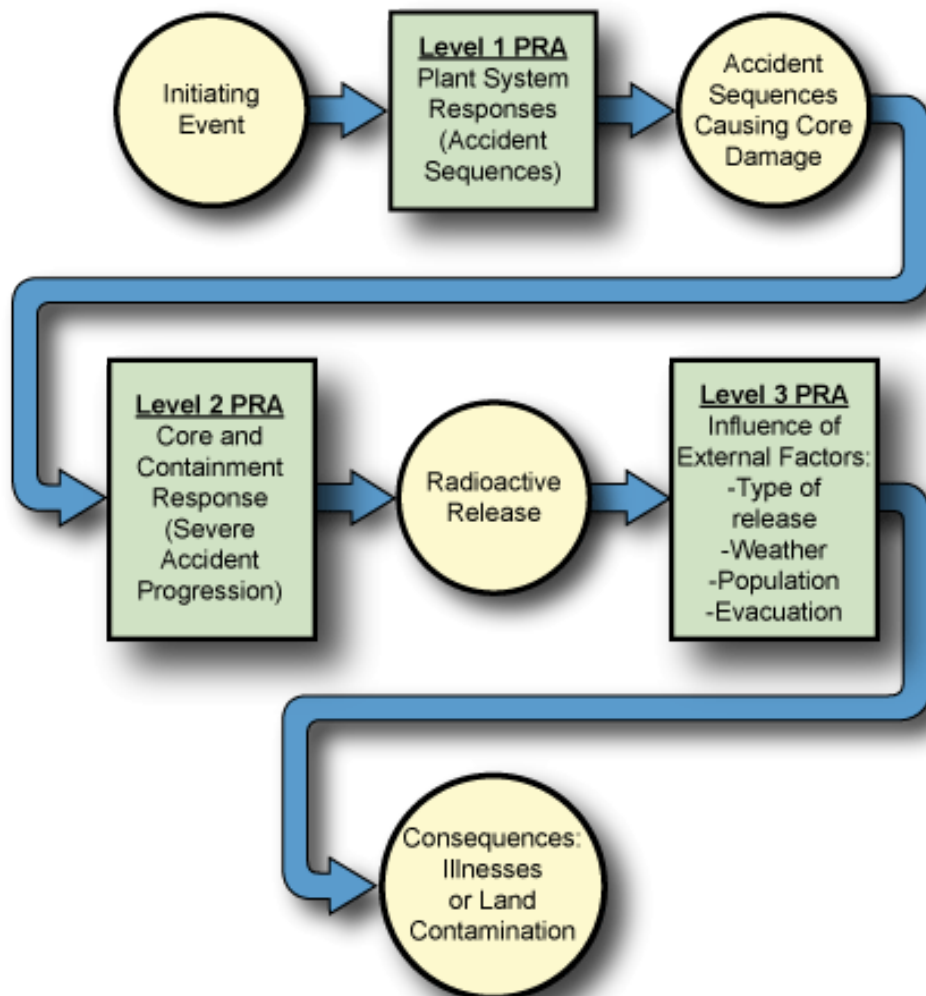 Initiating
Event
Level 1 PRA
Plant System
Responses
(Accident
Sequences)
Accident
Sequences
Causing Core
Damage
Level 2 PRA
Core and
Containment
Response
(Severe
Accident
Progression)
Radioactive
Release
Level 3 PRA
Influence of
External Factors:
-Type of
release
-Weather
-Population
-Evacuation
Consequences:
Illnesses
or Land
Contamination